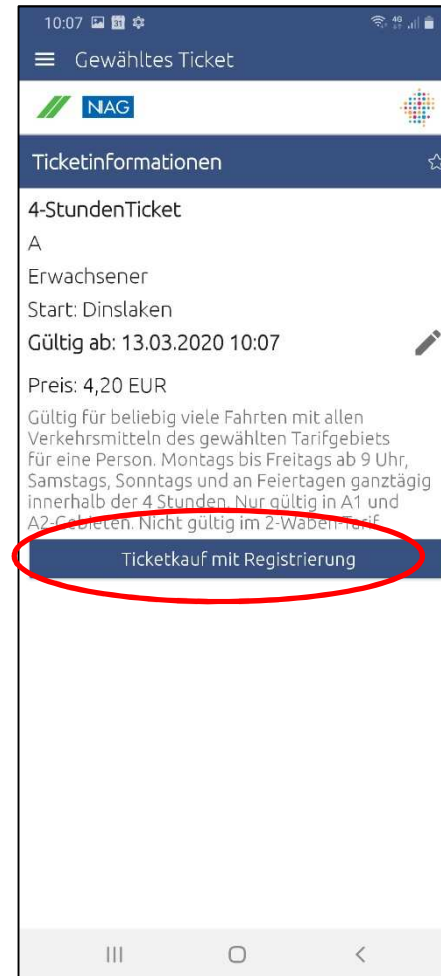 10:07
Gewähltes Ticket
NIAG
Ticketinformationen
4-StundenTicket
A
Erwachsener
Start: Dinslaken
Gültig ab: 13.03.2020 10:07
Preis: 4,20 EUR
Gültig für beliebig viele Fahrten mit allen
Verkehrsmitteln des gewählten Tarifgebiets
für eine Person. Montags bis Freitags ab 9 Uhr,
Samstags, Sonntags und an Feiertagen ganztägig
innerhalb der 4 Stunden. Nur gültig in A1 und
A2-Gebieten. Nicht gültig im 2-Waben-Tarif
Ticketkauf mit Registrierung